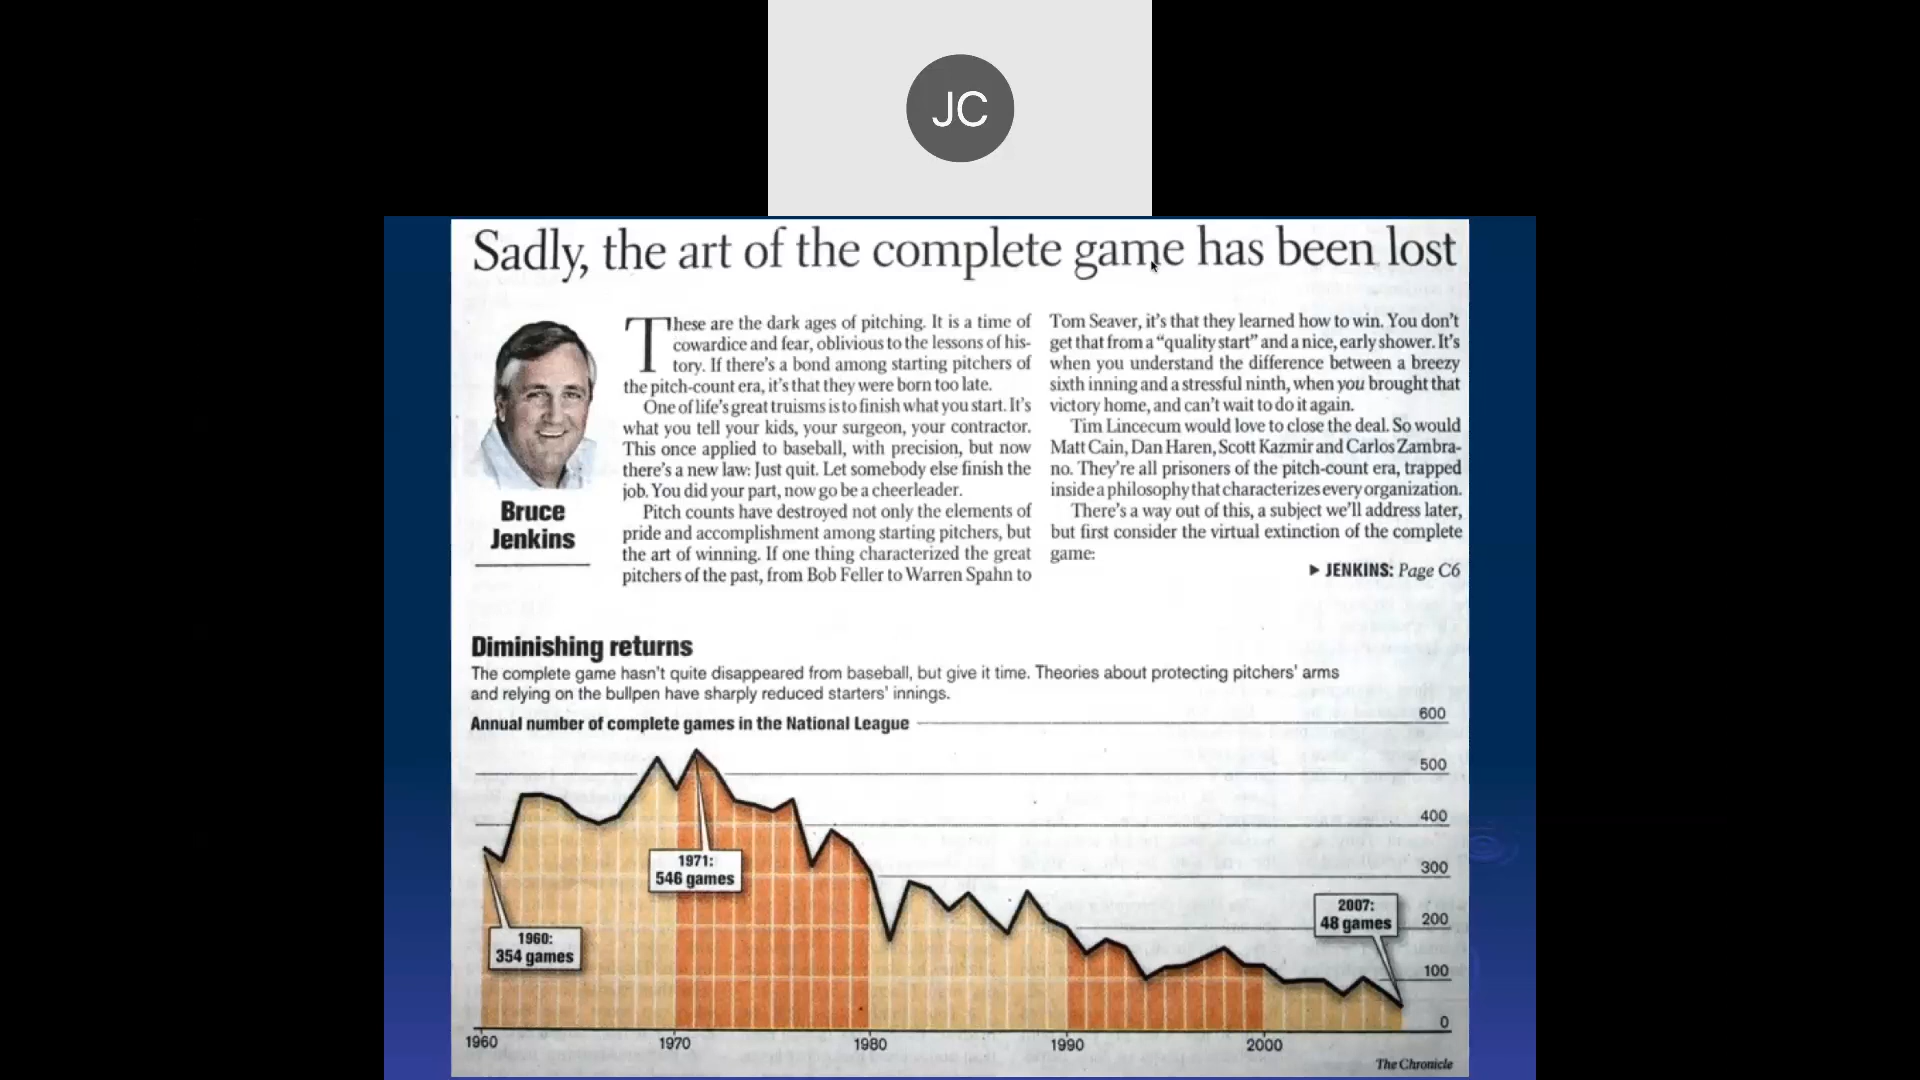 JC
Sadly, the art of the complete game has been lost
Bruce
Jenkins
These are the dark ages of pitching. It is a time of
cowardice and fear, oblivious to the lessons of his-
tory. If there's a bond among starting pitchers of
the pitch-count era, it's that they were born too late.
One of life's great truisms is to finish what you start. It's
what you tell your kids, your surgeon, your contractor.
This once applied to baseball, with precision, but now
there's a new law: Just quit. Let somebody else finish the
job. You did your part, now go be a cheerleader.
Pitch counts have destroyed not only the elements of
pride and accomplishment among starting pitchers, but
the art of winning. If one thing characterized the great
pitchers of the past, from Bob Feller to Warren Spahn to
Tom Seaver, it's that they learned how to win. You don't
get that from a “quality start” and a nice, early shower. It's
when you understand the difference between a breezy
sixth inning and a stressful ninth, when you brought that
victory home, and can't wait to do it again.
Tim Lincecum would love to close the deal. So would
Matt Cain, Dan Haren, Scott Kazmir and Carlos Zambra-
no. They're all prisoners of the pitch-count era, trapped
inside a philosophy that characterizes every organization.
There's a way out of this, a subject we'll address later,
but first consider the virtual extinction of the complete
game:
▶ JENKINS: Page C6
Diminishing returns
The complete game hasn't quite disappeared from baseball, but give it time. Theories about protecting pitchers' arms
and relying on the bullpen have sharply reduced starters' innings.
Annual number of complete games in the National League
600
500
400
300
200
100
0
1960:
354 games
1971:
546 games
2007:
48 games
1960
1970
1980
1990
2000
The Chronicle